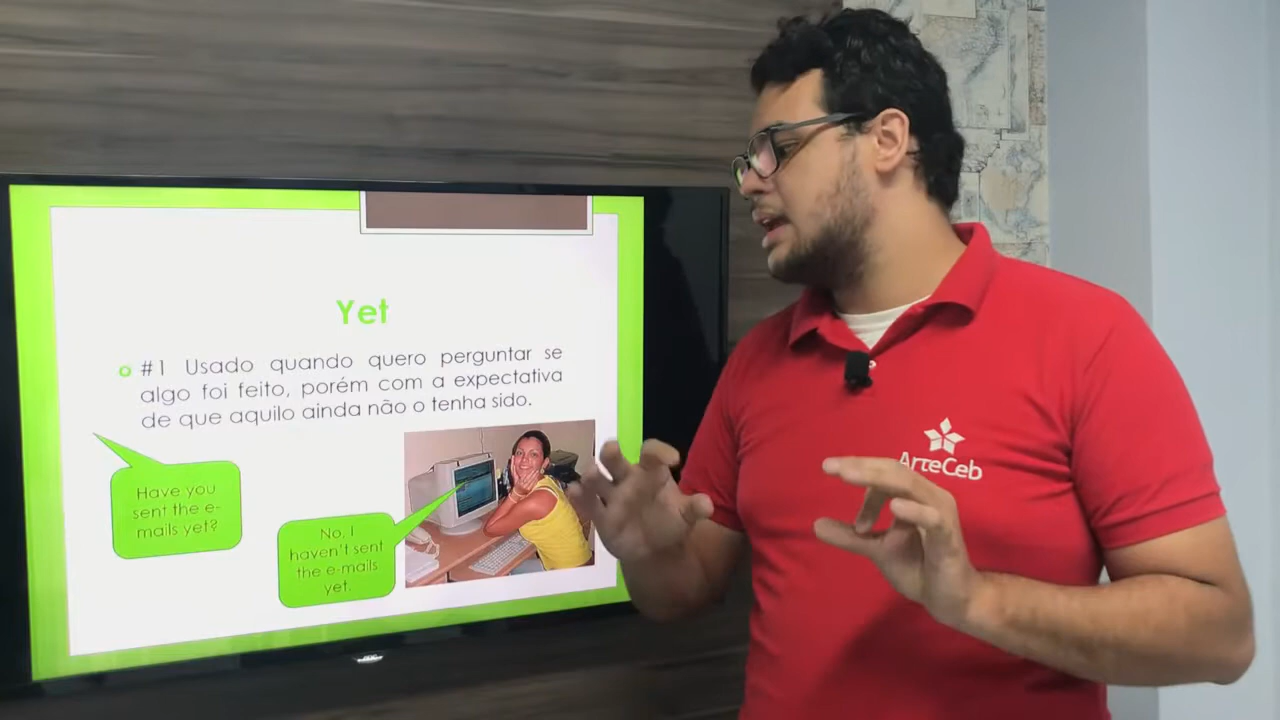 Yet
#1 Usado quando quero perguntar se
algo foi feito, porém com a expectativa
de que aquilo ainda não o tenha sido.
Have you
sent the e-
mails yet?
No, I
haven't sent
the e-mails
yet.
ArteCeb